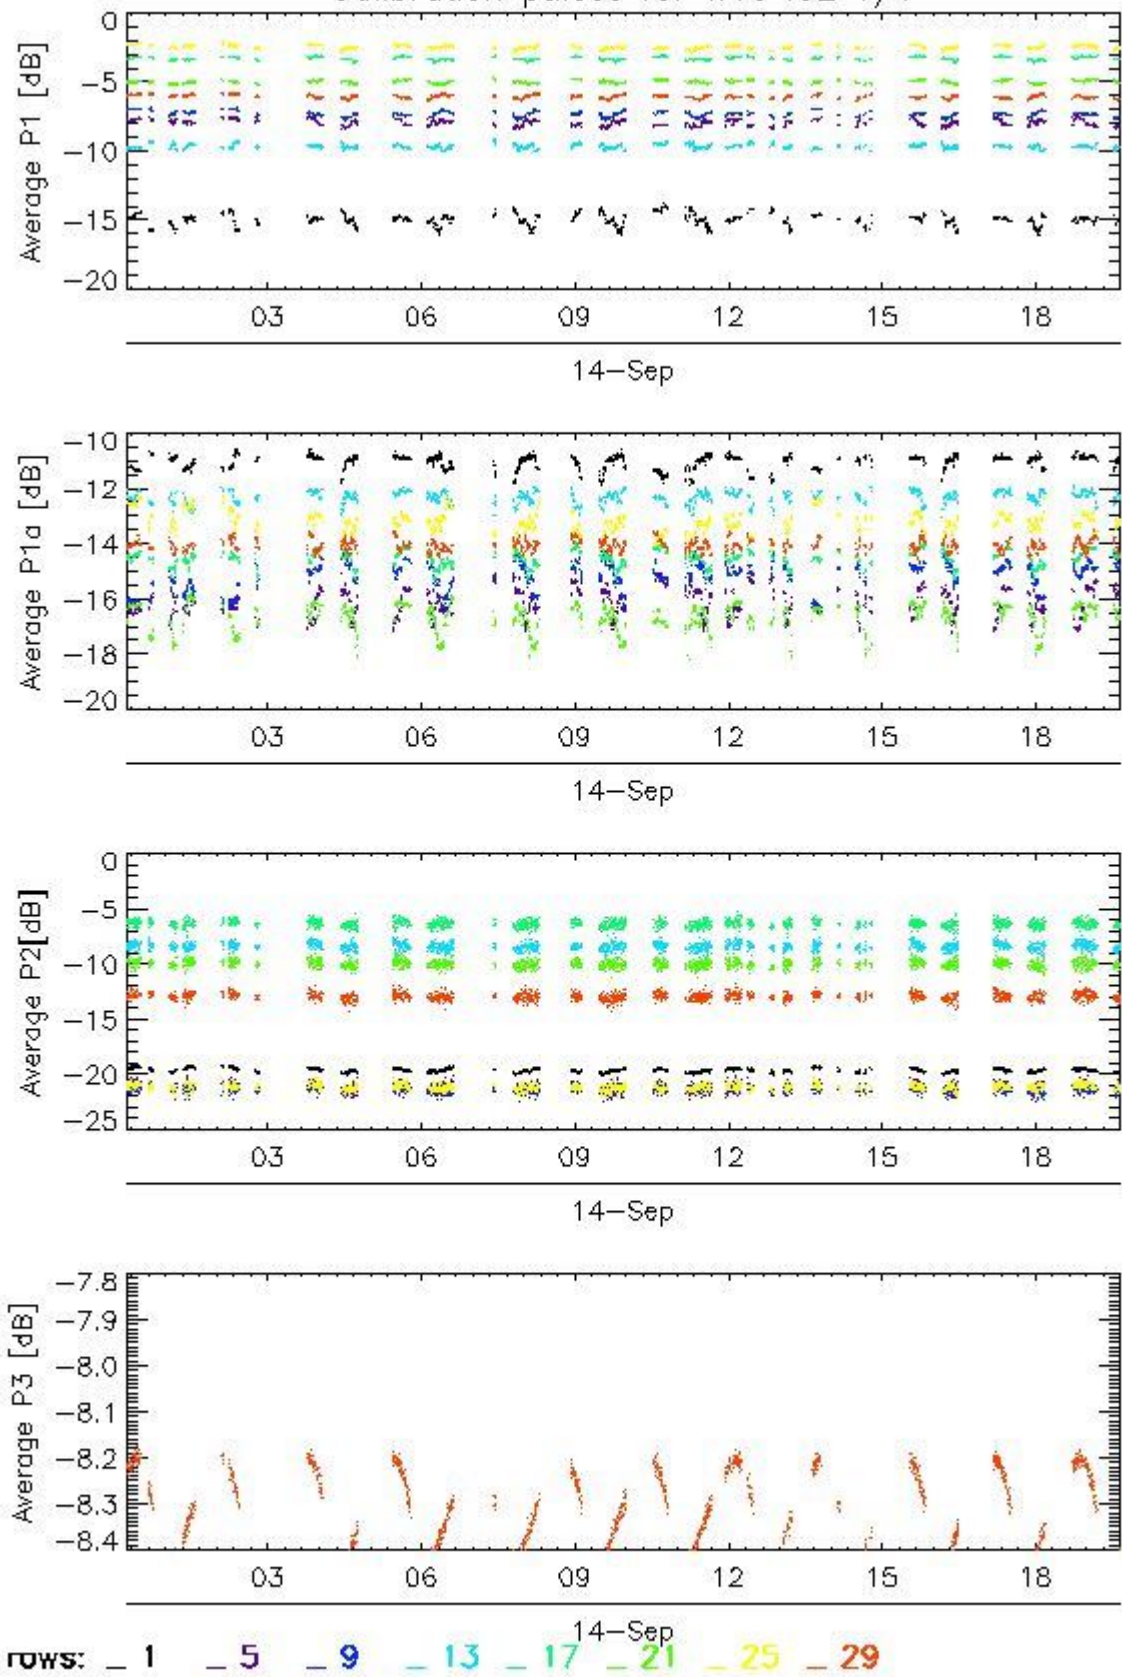 0
-5
-10
-15
-20
Average P1 [dB]
03 06 09 12 15 18
14-Sep
-10
-12
-14
-16
-18
-20
Average P1a [dB]
03 06 09 12 15 18
14-Sep
0
-5
-10
-15
-20
-25
Average P2[dB]
03 06 09 12 15 18
14-Sep
-7.8
-7.9
-8.0
-8.1
-8.2
-8.3
-8.4
Average P3 [dB]
03 06 09 12 15 18
14-Sep
rows: _ 1 _ 5 _ 9 _ 13 _ 17 _ 21 _ 25 _ 29